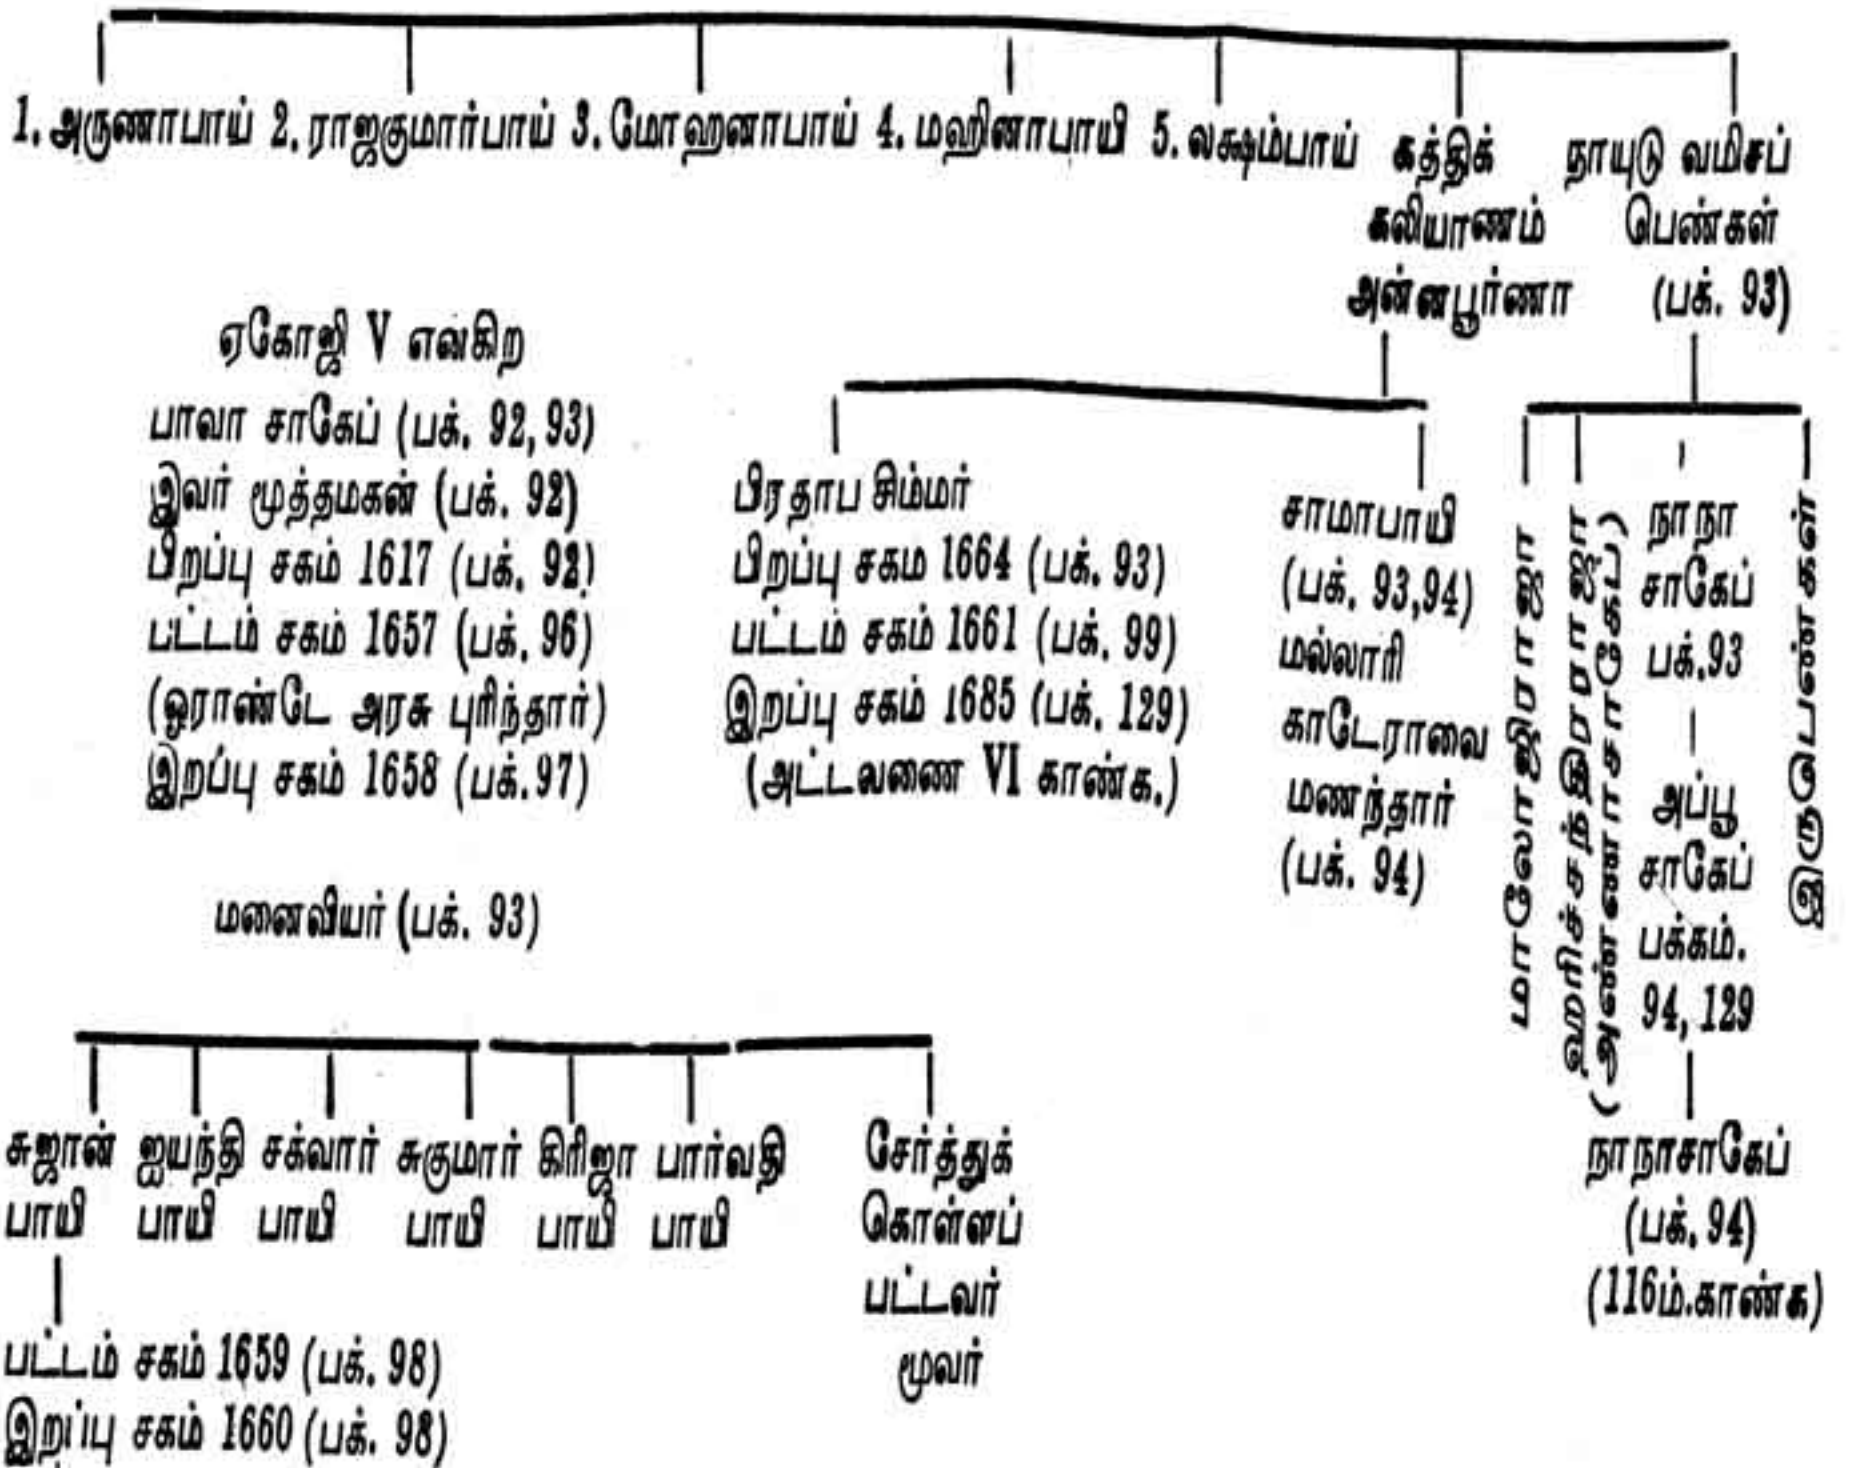 1. அருணாபாய் 2. ராஜகுமார்பாய் 3. மோஹனாபாய் 4. மஹினாபாயி 5. லக்ஷம்பாய்
கத்திக்
கலியாணம்
அன்னபூர்ணா
நாயுடு வமிசப்
பெண்கள்
(பக். 93)
ஏகோஜி V எனகிற
பாவா சாகேப் (பக். 92, 93)
இவர் மூத்தமகன் (பக். 92)
பிறப்பு சகம் 1617 (பக். 92)
பட்டம் சகம் 1657 (பக். 96)
(ஓராண்டே அரசு புரிந்தார்)
இறப்பு சகம் 1658 (பக்.97)
பிரதாப சிம்மர்
பிறப்பு சகம 1664 (பக். 93)
பட்டம் சகம் 1661 (பக். 99)
இறப்பு சகம் 1685 (பக். 129)
(அட்டவணை VI காண்க.)
சாமாபாயி
(பக். 93,94)
மல்லாரி
காடேராவை
மணந்தார்
(பக். 94)
மாலோஜிராஜா
ஹரிச்சந்திரராஜா
(அண்ணாசாகேப)
நாநா
சாகேப்
பக்.93
அப்பூ
சாகேப்
பக்கம்.
94, 129
நாநாசாகேப்
(பக். 94)
(116ம்.காண்க)
இருபெண்கள்
மனைவியர் (பக். 93)
சுஜான் ஐயந்தி சக்வார் சுகுமார் கிரிஜா பார்வதி
பாயி பாயி பாயி பாயி பாயி பாயி
சேர்த்துக்
கொள்ளப்
பட்டவர்
மூவர்
பட்டம் சகம் 1659 (பக். 98)
இறப்பு சகம் 1660 (பக். 98)